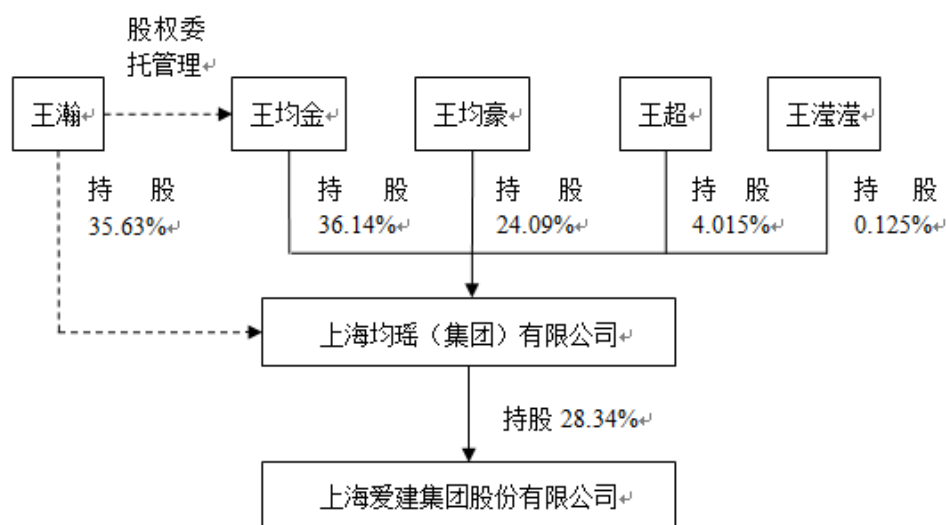 股权委
托管理
王瀚
王均金
王均豪
王超
王滢滢
持 股
35.63%
持 股
36.14%
持 股
24.09%
持 股
4.015%
持 股
0.125%
上海均瑶（集团）有限公司
持股 28.34%
上海爱建集团股份有限公司